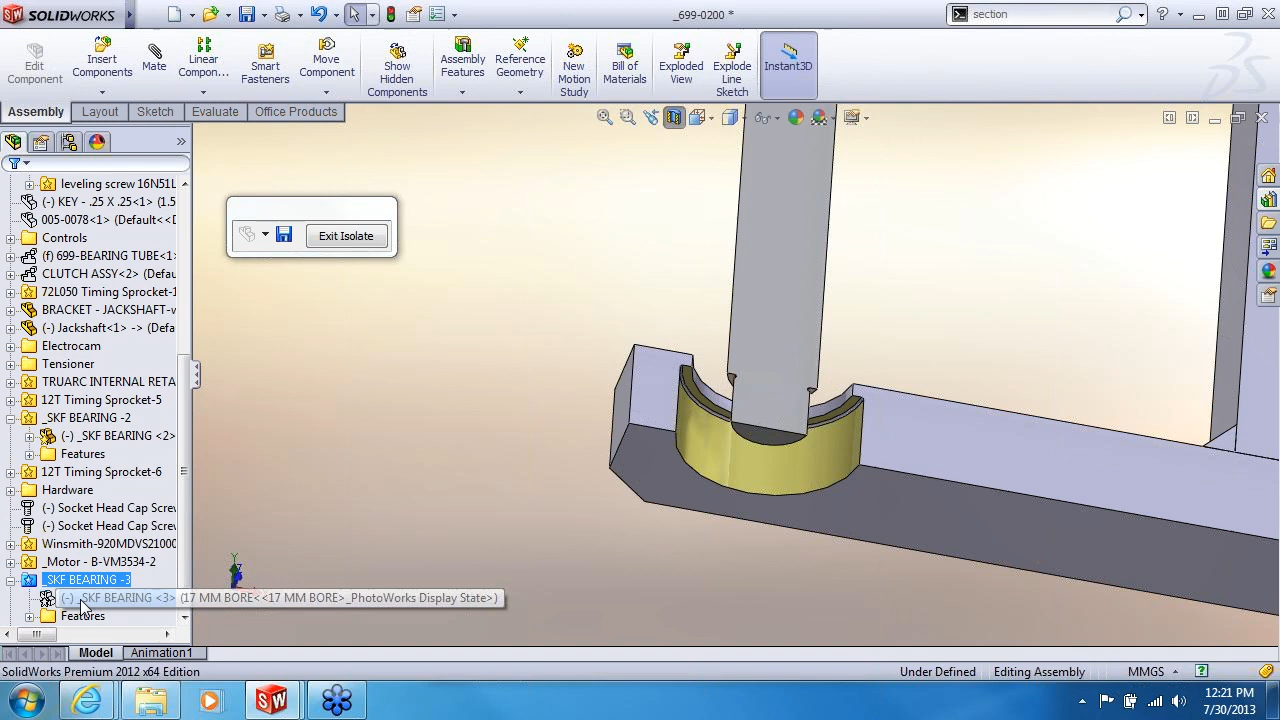 SOLIDWORKS
_699-0200 *
section
Edit Component
Insert Components
Mate
Linear Compon...
Smart Fasteners
Move Component
Show Hidden Components
Assembly Features
Reference Geometry
New Motion Study
Bill of Materials
Exploded View
Explode Line Sketch
Instant3D
Assembly
Layout
Sketch
Evaluate
Office Products
leveling screw 16N51L
(-) KEY - .25 X .25<1> (1.5
005-0078<1> (Default<<D
Controls
(f) 699-BEARING TUBE<1>
CLUTCH ASSY<2> (Defau
72L050 Timing Sprocket-1
BRACKET - JACKSHAFT-v
(-) Jackshaft<1> -> (Defa
Electrocam
Tensioner
TRUARC INTERNAL RETA
12T Timing Sprocket-5
_SKF BEARING -2
(-) _SKF BEARING <2>
Features
12T Timing Sprocket-6
Hardware
(-) Socket Head Cap Screw
(-) Socket Head Cap Screw
Winsmith-920MDVS21000
_Motor - B-VM3534-2
_SKF BEARING -3
(-) _SKF BEARING <3> (17 MM BORE<<17 MM BORE>_PhotoWorks Display State>)
Features
Exit Isolate
Y
Model
Animation1
SolidWorks Premium 2012 x64 Edition
Under Defined
Editing Assembly
MMGS
12:21 PM
7/30/2013